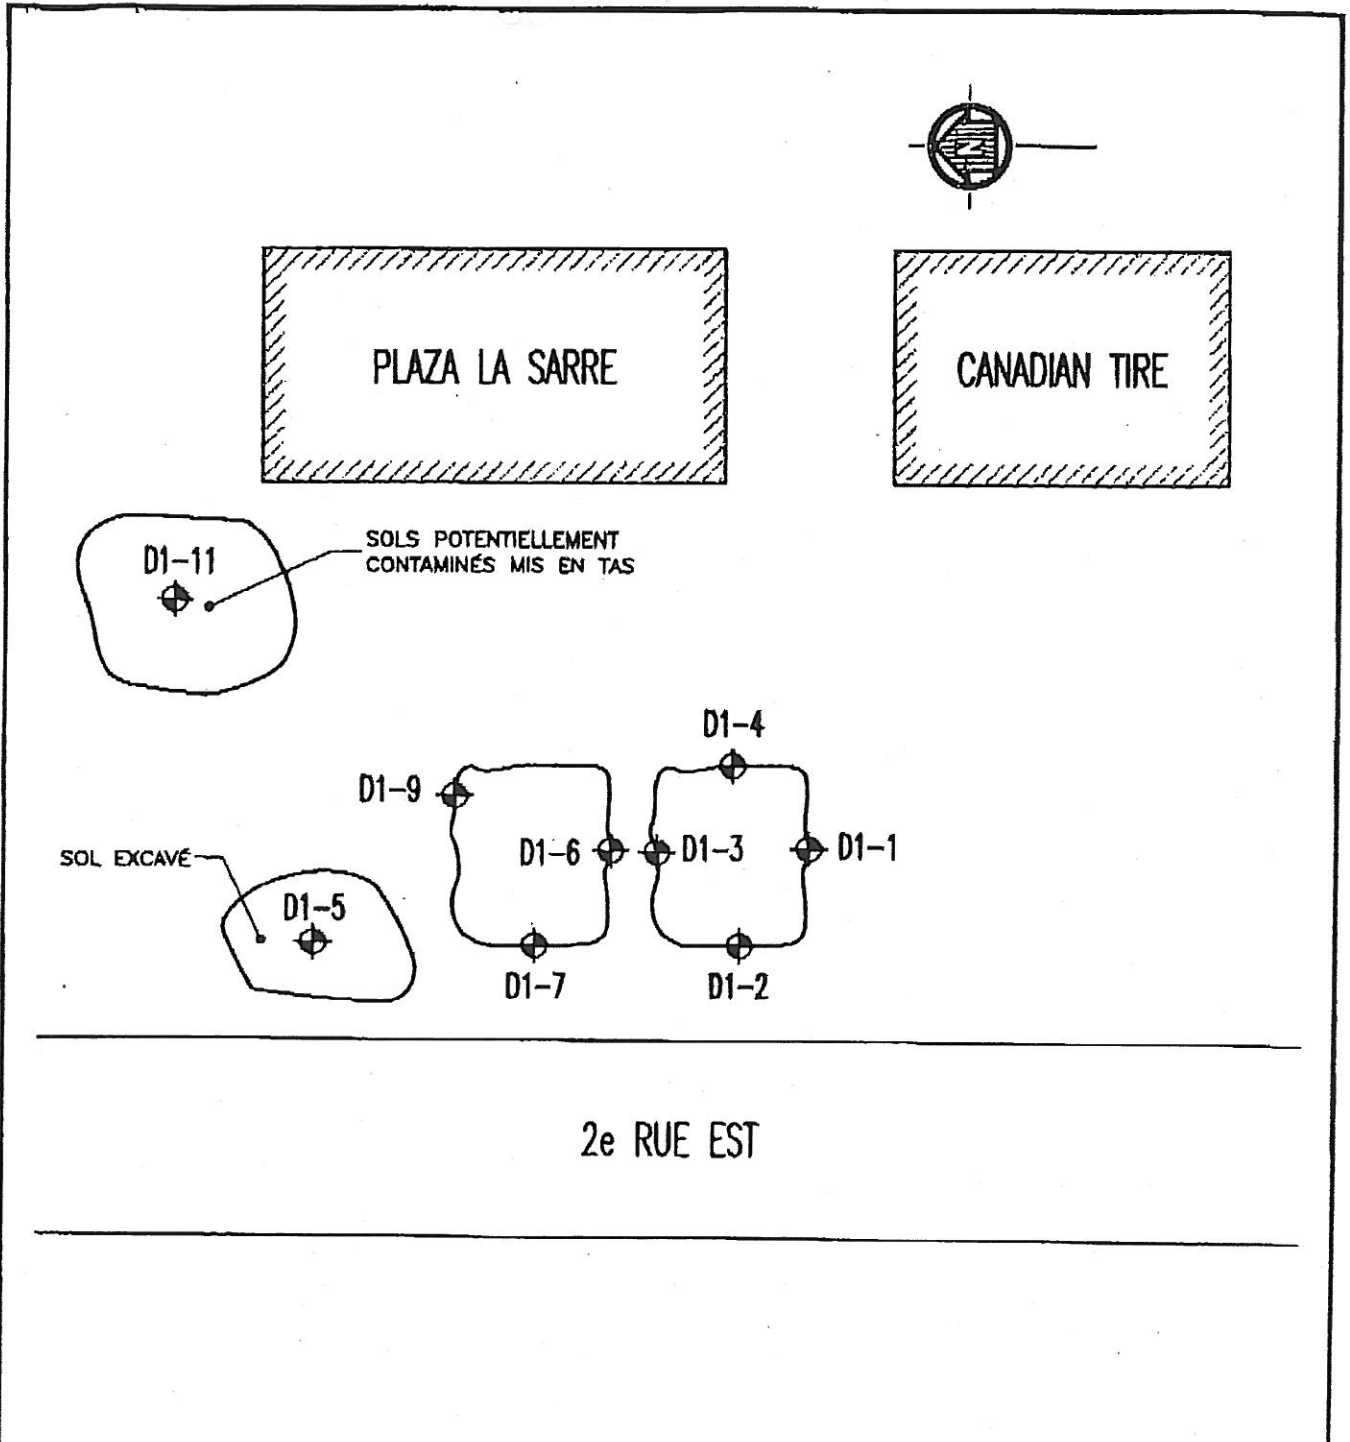 N
PLAZA LA SARRE
CANADIAN TIRE
SOLS POTENTIELLEMENT
CONTAMINÉS MIS EN TAS
D1-11
D1-4
D1-9
D1-6
D1-3
D1-1
SOL EXCAVÉ
D1-5
D1-7
D1-2
2e RUE EST